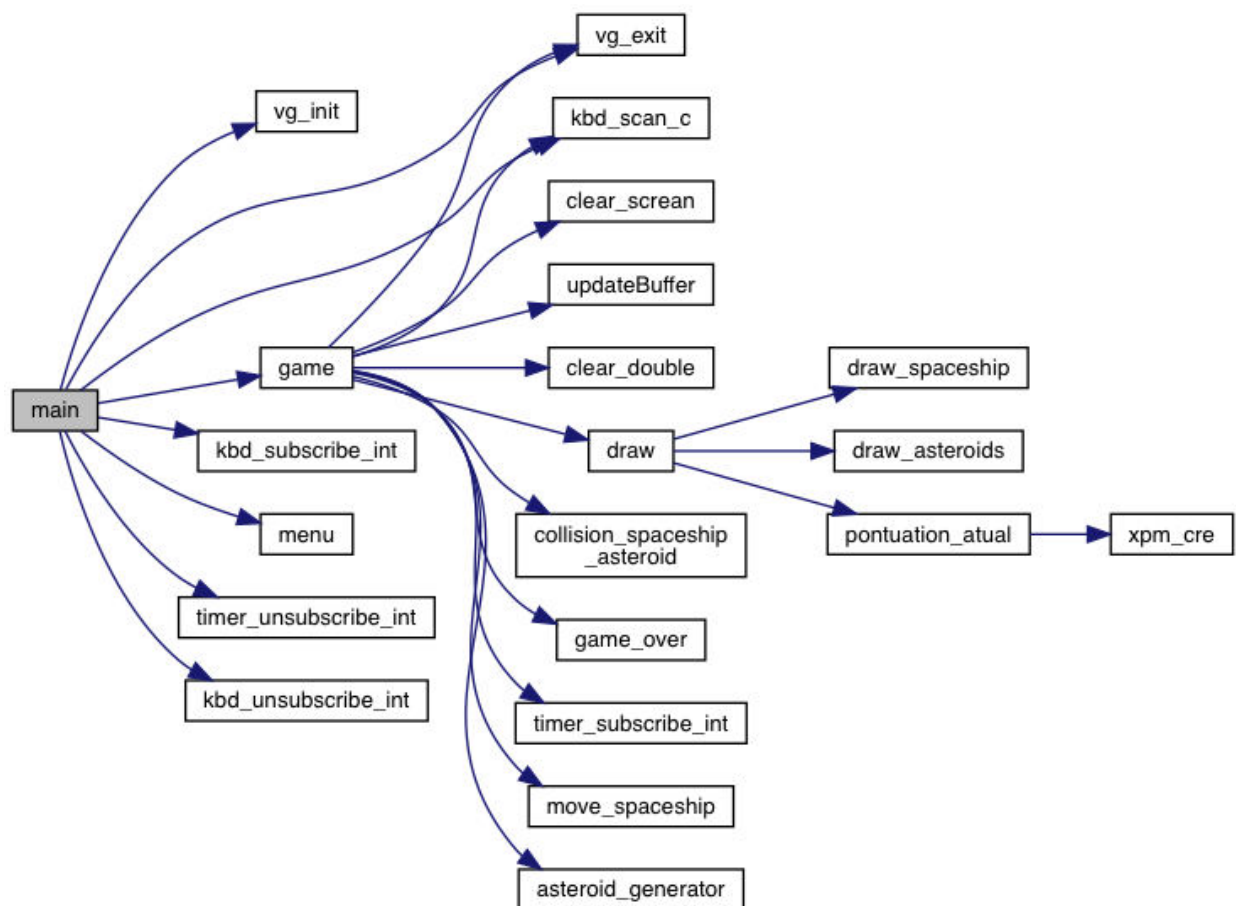 vg_exit
vg_init
kbd_scan_c
clear_screan
updateBuffer
game
clear_double
draw_spaceship
main
kbd_subscribe_int
draw
draw_asteroids
menu
collision_spaceship
_asteroid
pontuation_atual
xpm_cre
timer_unsubscribe_int
game_over
kbd_unsubscribe_int
timer_subscribe_int
move_spaceship
asteroid_generator